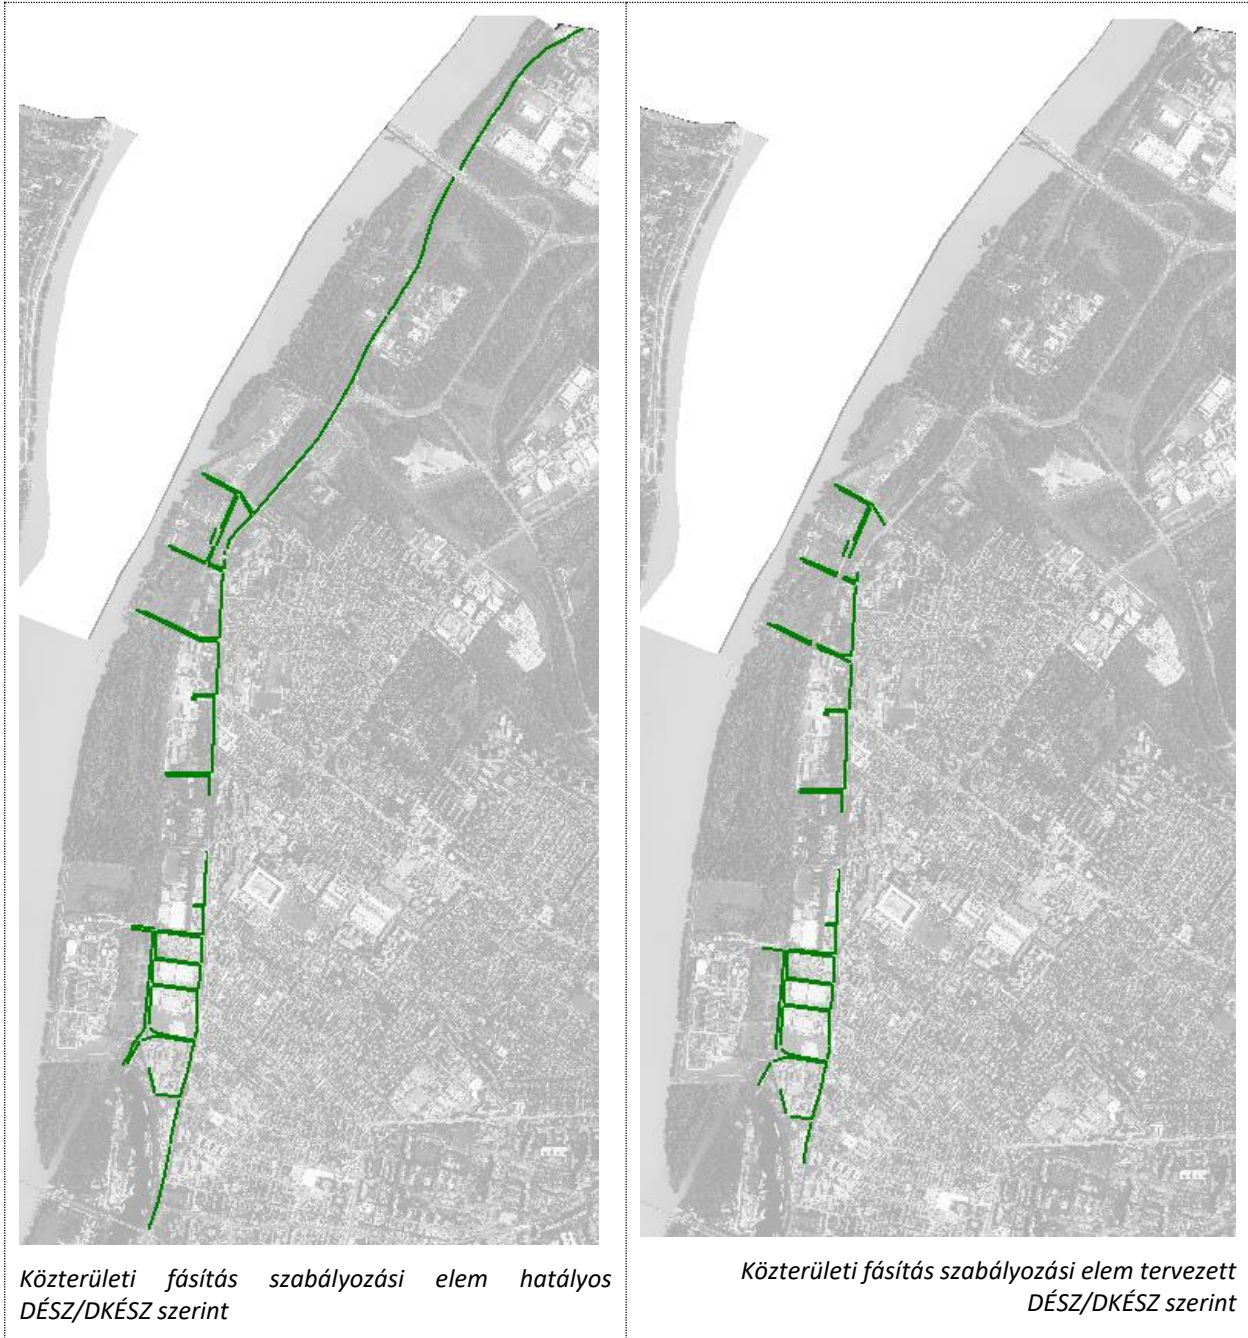 Közterületi fásítás szabályozási elem hatályos
DÉSZ/DKÉSZ szerint
Közterületi fásítás szabályozási elem tervezett
DÉSZ/DKÉSZ szerint